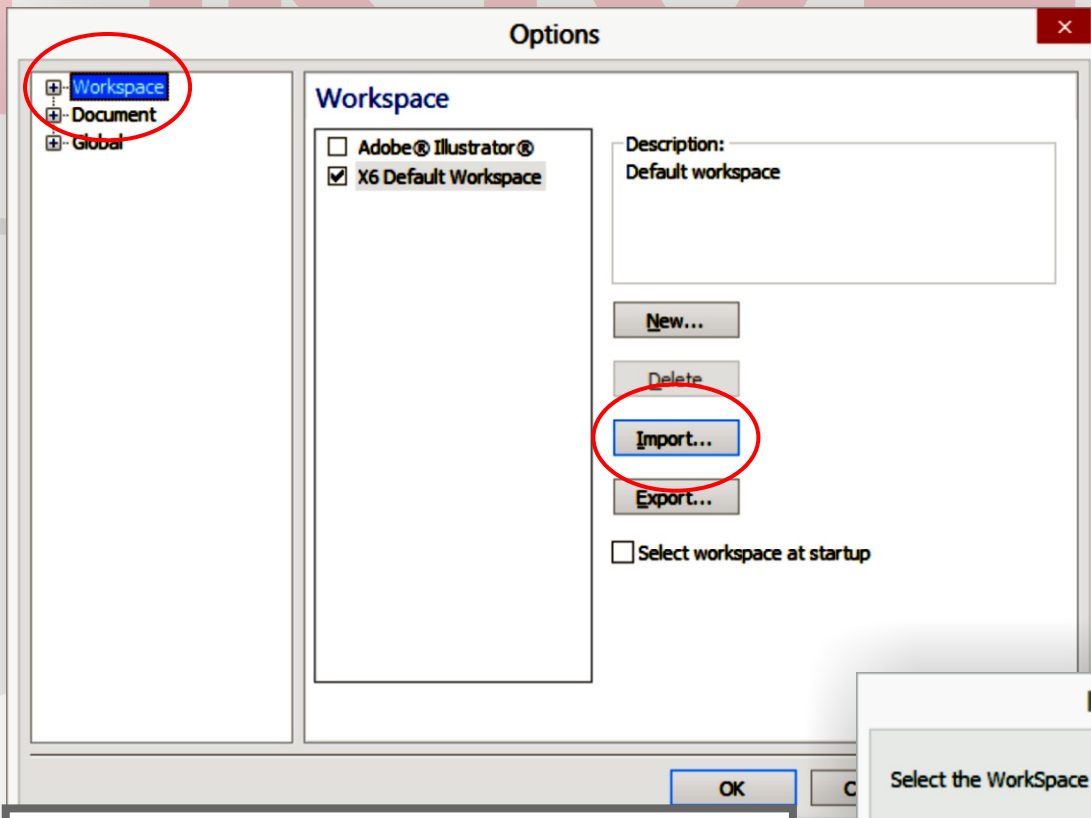 Options
Workspace
Document
Global
Workspace
Adobe® Illustrator®
X6 Default Workspace
Description:
Default workspace
New...
Delete
Import...
Export...
Select workspace at startup
OK
C
Select the WorkSpace